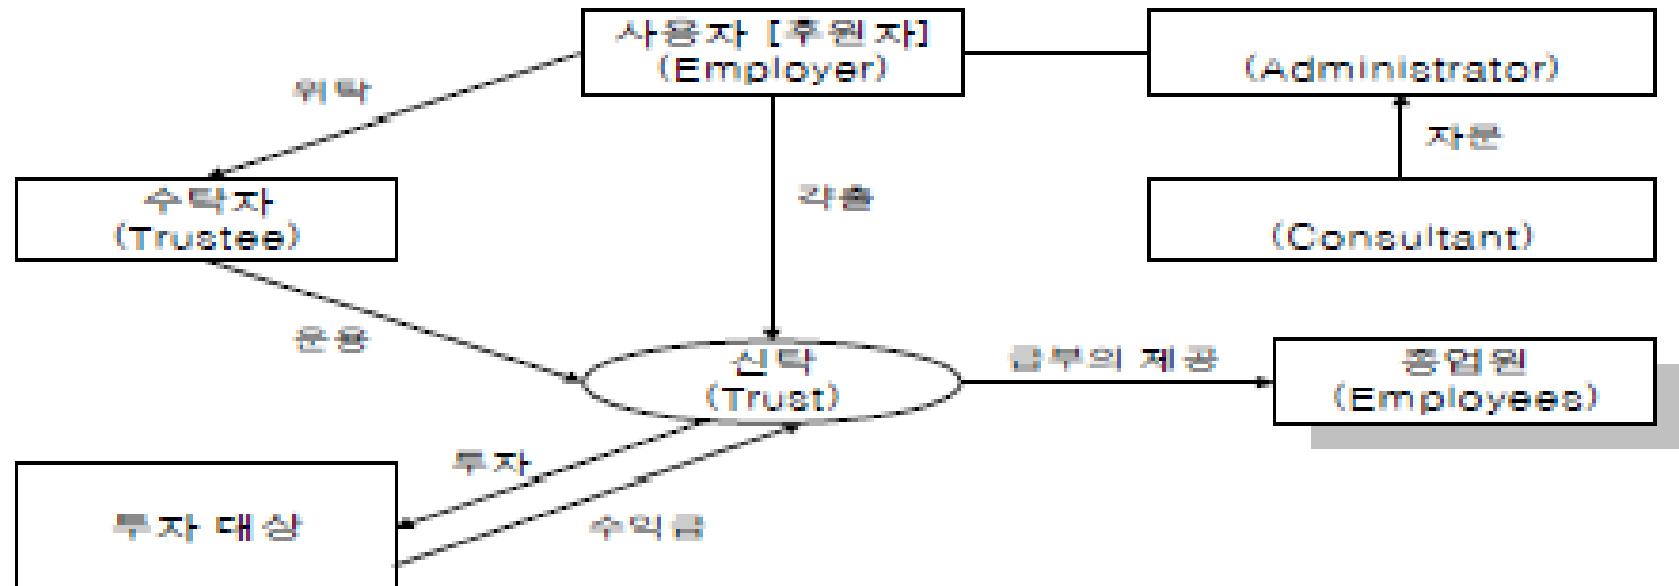 사용자 [후원자]
(Employer)
(Administrator)
위탁
자문
수탁자
(Trustee)
각출
(Consultant)
운용
신탁
(Trust)
급부의 제공
종업원
(Employees)
투자
투자 대상
수익금